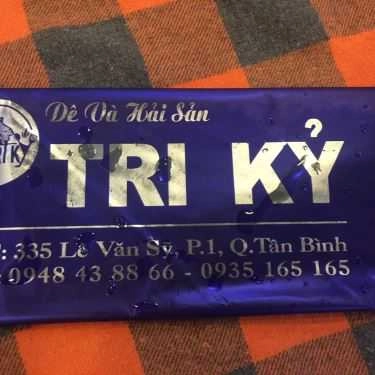 Dê Và Hải Sản
TRI KỶ
: 335 Lê Văn Sỹ, P.1, Q.Tân Bình
0948 43 88 66 - 0935 165 165